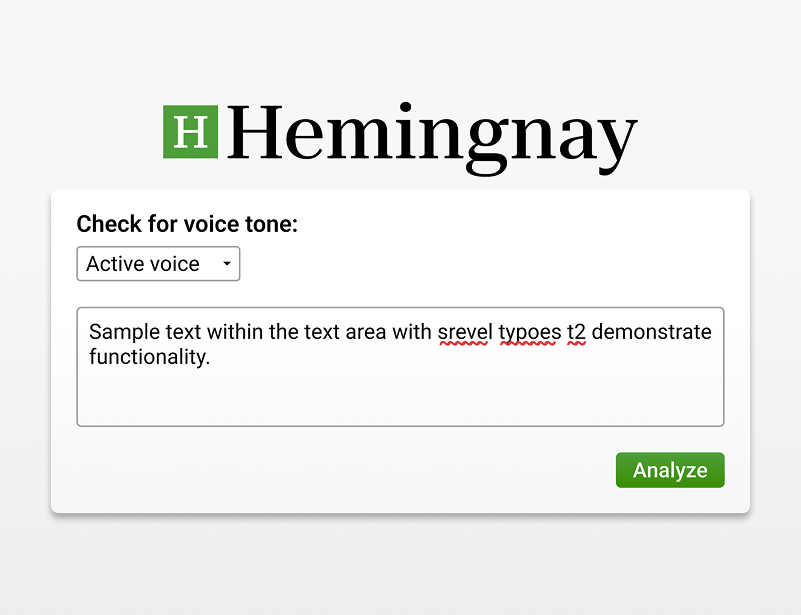 H Hemingnay
Check for voice tone:
Active voice
Sample text within the text area with srevel typoes t2 demonstrate
functionality.
Analyze